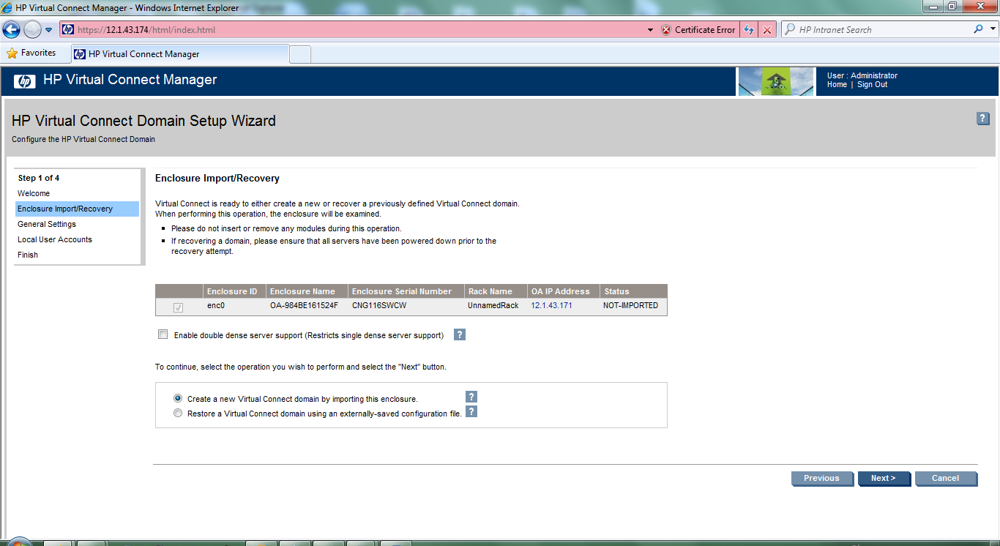 HP Virtual Connect Manager - Windows Internet Explorer
https://12.1.43.174/html/index.html
Certificate Error
HP Intranet Search
Favorites
HP Virtual Connect Manager
hp
HP Virtual Connect Manager
User : Administrator
Home | Sign Out
HP Virtual Connect Domain Setup Wizard
?
Configure the HP Virtual Connect Domain
Step 1 of 4
Welcome
Enclosure Import/Recovery
General Settings
Local User Accounts
Finish
Enclosure Import/Recovery
Virtual Connect is ready to either create a new or recover a previously defined Virtual Connect domain.
When performing this operation, the enclosure will be examined.
Please do not insert or remove any modules during this operation.
If recovering a domain, please ensure that all servers have been powered down prior to the
recovery attempt.
Enclosure ID Enclosure Name Enclosure Serial Number Rack Name OA IP Address Status
enc0 OA-984BE161524F CNG116SWCW UnnamedRack 12.1.43.171 NOT-IMPORTED
Enable double dense server support (Restricts single dense server support) ?
To continue, select the operation you wish to perform and select the "Next" button.
Create a new Virtual Connect domain by importing this enclosure. ?
Restore a Virtual Connect domain using an externally-saved configuration file. ?
Previous Next > Cancel